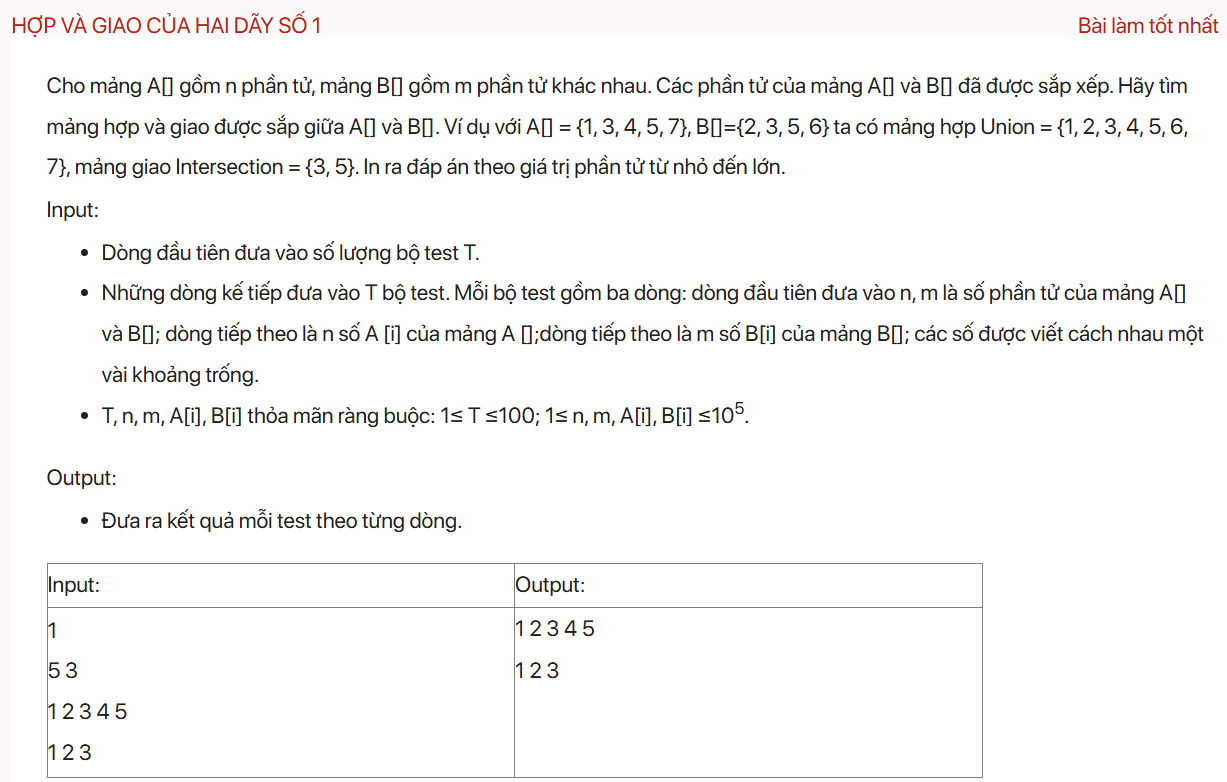 HỢP VÀ GIAO CỦA HAI DÃY SỐ 1
Bài làm tốt nhất
Cho mảng A[] gồm n phần tử, mảng B[] gồm m phần tử khác nhau. Các phần tử của mảng A[] và B[] đã được sắp xếp. Hãy tìm
mảng hợp và giao được sắp giữa A[] và B[]. Ví dụ với A[] = {1, 3, 4, 5, 7}, B[]={2, 3, 5, 6} ta có mảng hợp Union = {1, 2, 3, 4, 5, 6,
7}, mảng giao Intersection = {3, 5}. In ra đáp án theo giá trị phần tử từ nhỏ đến lớn.
Input:
• Dòng đầu tiên đưa vào số lượng bộ test T.
• Những dòng kế tiếp đưa vào T bộ test. Mỗi bộ test gồm ba dòng: dòng đầu tiên đưa vào n, m là số phần tử của mảng A[]
và B[]; dòng tiếp theo là n số A [i] của mảng A [];dòng tiếp theo là m số B[i] của mảng B[]; các số được viết cách nhau một
vài khoảng trống.
• T, n, m, A[i], B[i] thỏa mãn ràng buộc: 1≤ T ≤100; 1≤ n, m, A[i], B[i] ≤10⁵.
Output:
• Đưa ra kết quả mỗi test theo từng dòng.
Input:
Output:
1
5 3
1 2 3 4 5
1 2 3
1 2 3 4 5
1 2 3